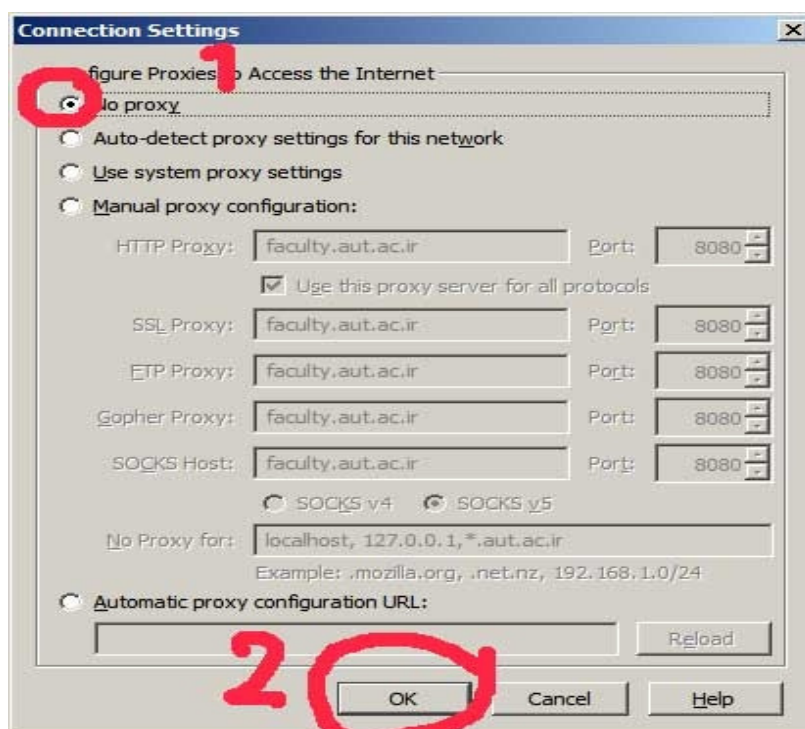 Connection Settings
1
figure Proxies to Access the Internet
No proxy
Auto-detect proxy settings for this network
Use system proxy settings
Manual proxy configuration:
HTTP Proxy: faculty.aut.ac.ir Port: 8080
Use this proxy server for all protocols
SSL Proxy: faculty.aut.ac.ir Port: 8080
FTP Proxy: faculty.aut.ac.ir Port: 8080
Gopher Proxy: faculty.aut.ac.ir Port: 8080
SOCKS Host: faculty.aut.ac.ir Port: 8080
SOCKS v4 SOCKS v5
No Proxy for: localhost, 127.0.0.1,*.aut.ac.ir
Example: .mozilla.org, .net.nz, 192.168.1.0/24
Automatic proxy configuration URL:
Reload
2
OK Cancel Help